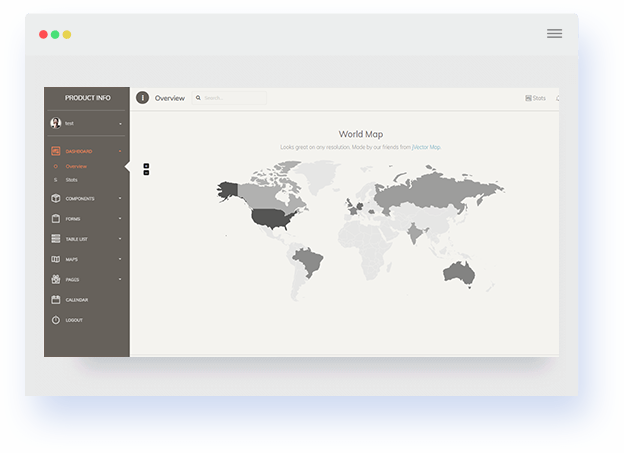 PRODUCT INFO
test
DASHBOARD
O Overview
S Stats
COMPONENTS
FORMS
TABLE LIST
MAPS
PAGES
CALENDAR
LOGOUT
Overview
Search...
Stats
World Map
Looks great on any resolution. Made by our friends from jVector Map.
+
-